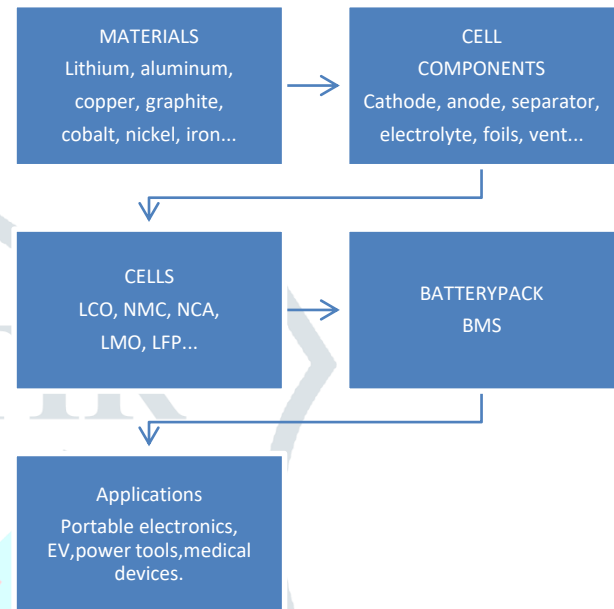 MATERIALS
Lithium, aluminum,
copper, graphite,
cobalt, nickel, iron...
CELL
COMPONENTS
Cathode, anode, separator,
electrolyte, foils, vent...
CELLS
LCO, NMC, NCA,
LMO, LFP...
BATTERYPACK
BMS
Applications
Portable electronics,
EV,power tools,medical
devices.